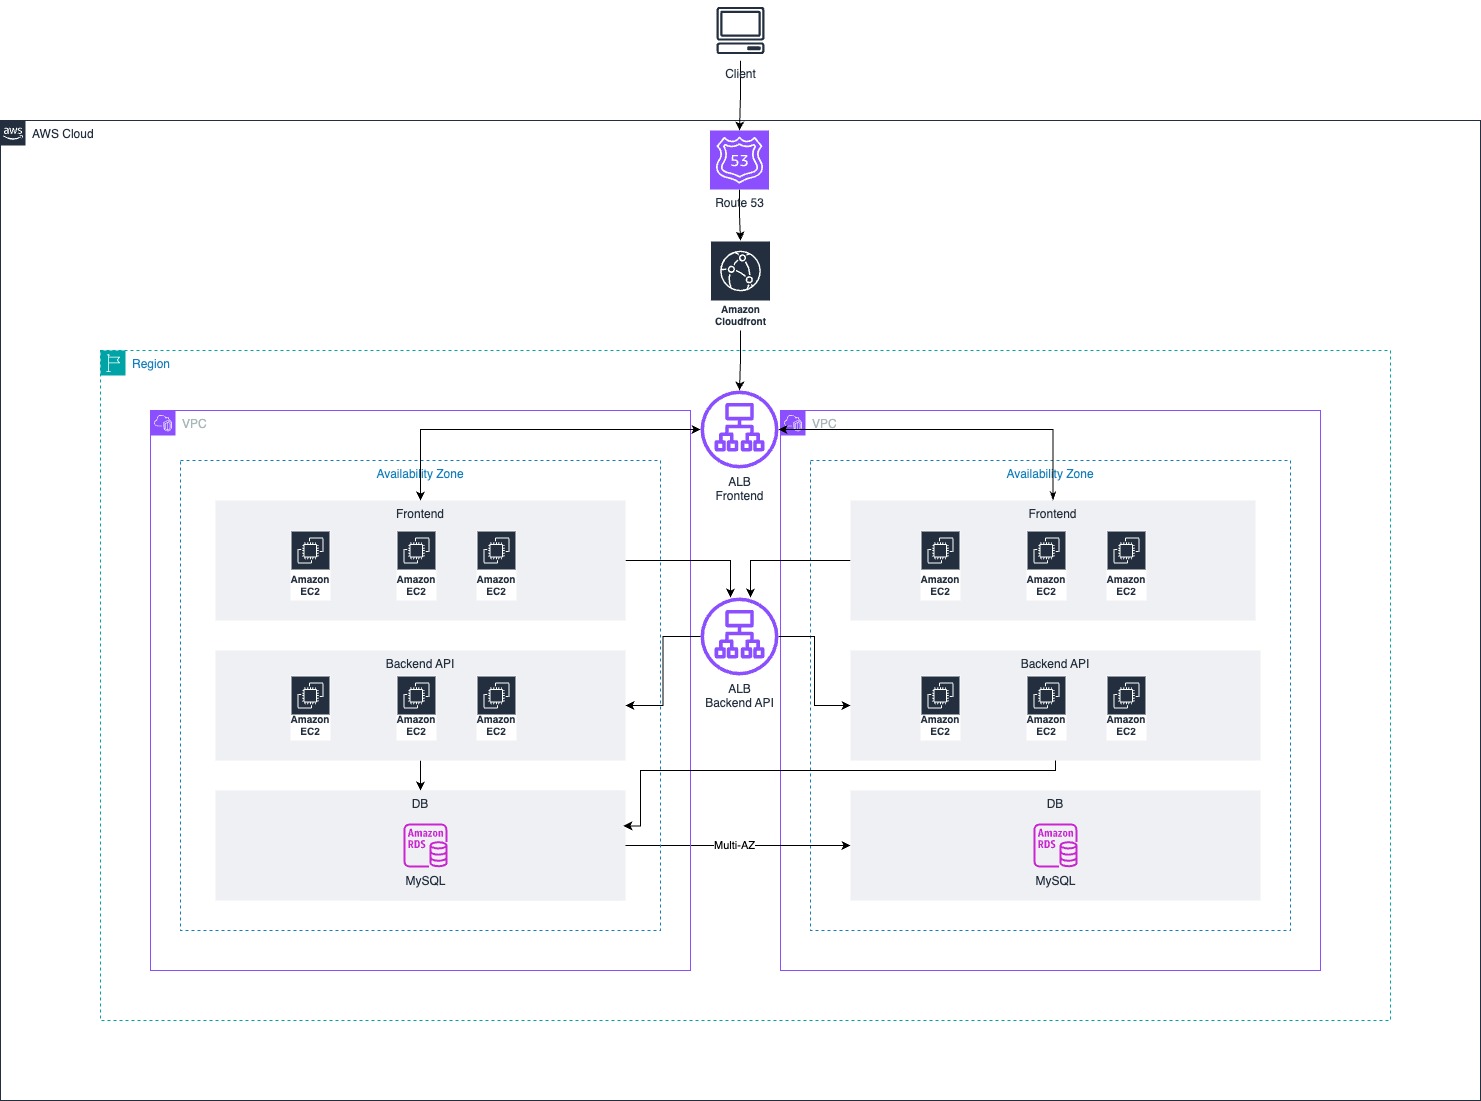 Client
aws
AWS Cloud
53
Route 53
Amazon
Cloudfront
Region
VPC
VPC
ALB
Frontend
Availability Zone
Availability Zone
Frontend
Amazon
EC2
Amazon
EC2
Amazon
EC2
Frontend
Amazon
EC2
Amazon
EC2
Amazon
EC2
ALB
Backend API
Backend API
Amazon
EC2
Amazon
EC2
Amazon
EC2
Backend API
Amazon
EC2
Amazon
EC2
Amazon
EC2
DB
Amazon
RDS
MySQL
Multi-AZ
DB
Amazon
RDS
MySQL